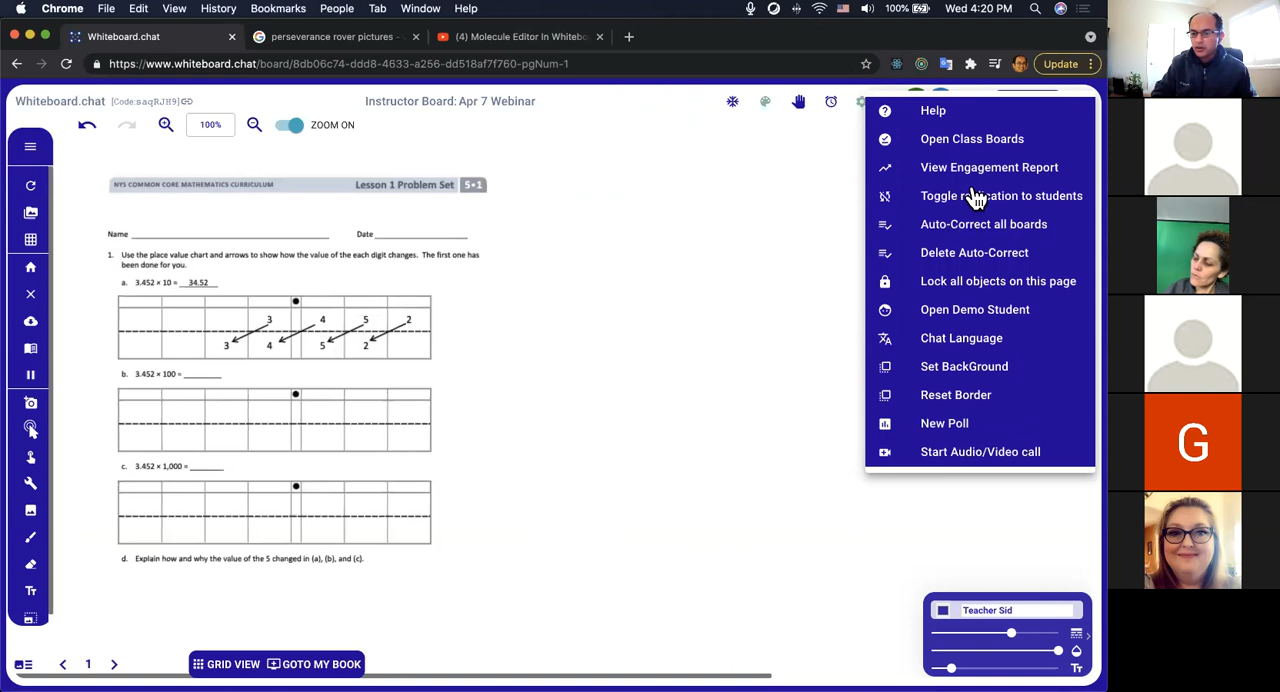 Chrome File Edit View History Bookmarks People Tab Window Help 100% Wed 4:20 PM
Whiteboard.chat perseverance rover pictures - (4) Molecule Editor In Whitebo
https://www.whiteboard.chat/board/8db06c74-ddd8-4633-a256-dd518af7f760-pgNum-1 Update
Whiteboard.chat [Code:saqRJH9] Instructor Board: Apr 7 Webinar
100% ZOOM ON
NYS COMMON CORE MATHEMATICS CURRICULUM Lesson 1 Problem Set 5•1
Name Date
1. Use the place value chart and arrows to show how the value of the each digit changes. The first one has
been done for you.
a. 3.452 × 10 = 34.52
3 4 5 2
3 4 5 2
b. 3.452 × 100 =
c. 3.452 × 1,000 =
d. Explain how and why the value of the 5 changed in (a), (b), and (c).
Help
Open Class Boards
View Engagement Report
Toggle to students
Auto-Correct all boards
Delete Auto-Correct
Lock all objects on this page
Open Demo Student
Chat Language
Set BackGround
Reset Border
New Poll
Start Audio/Video call
Teacher Sid
Tт
Tт
1 GRID VIEW GOTO MY BOOK
G